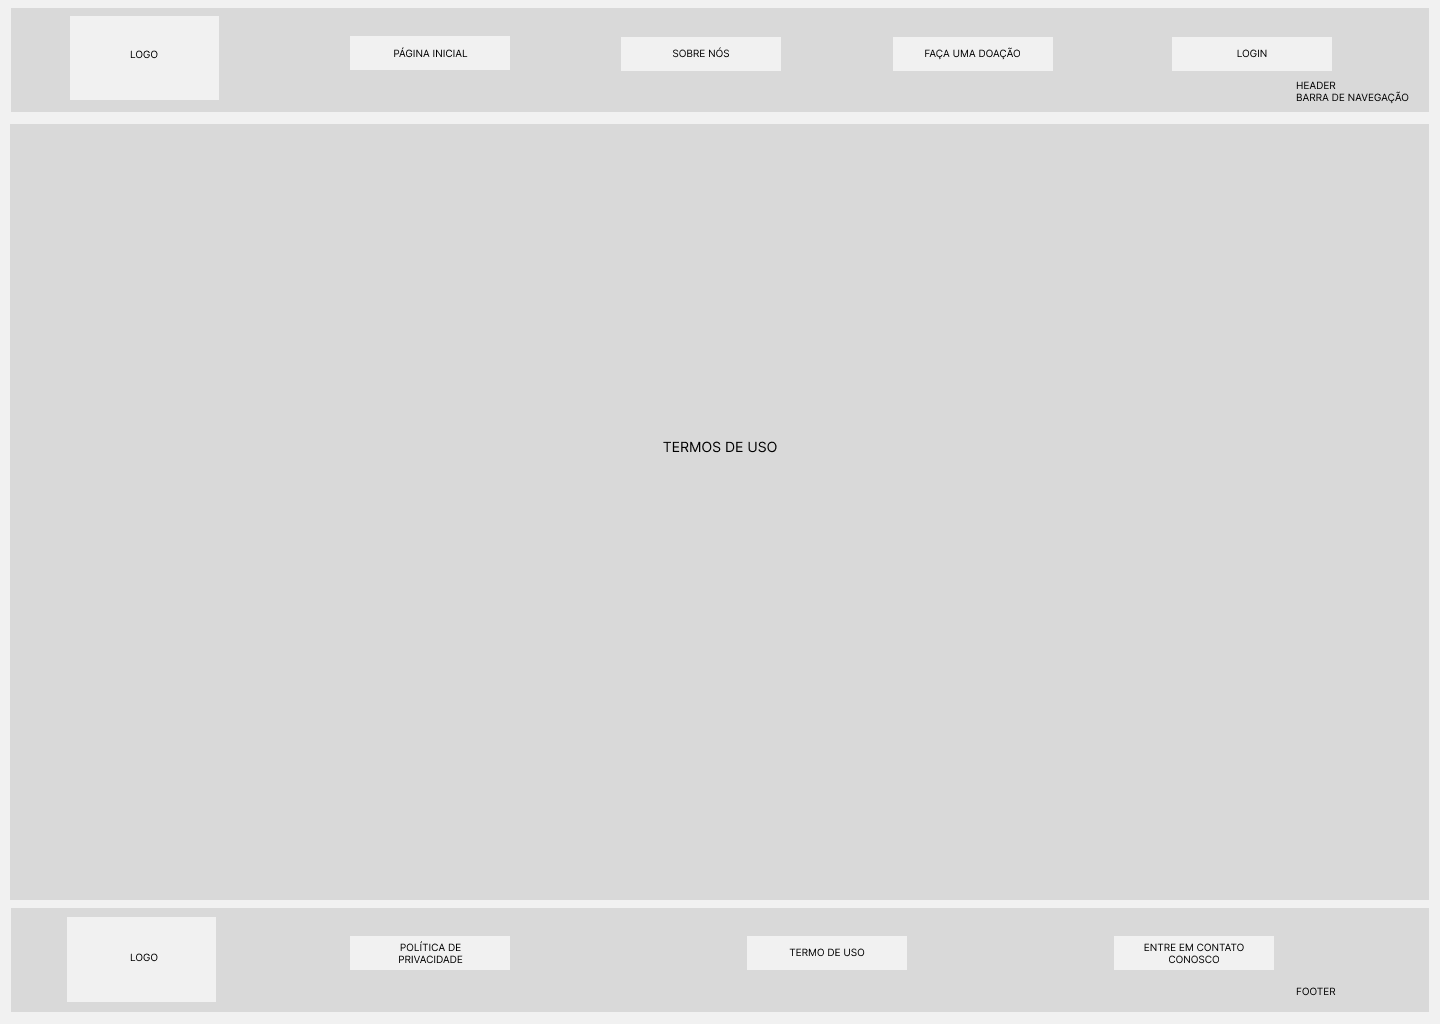 LOGO
PÁGINA INICIAL
SOBRE NÓS
FAÇA UMA DOAÇÃO
LOGIN
HEADER
BARRA DE NAVEGAÇÃO
TERMOS DE USO
LOGO
POLÍTICA DE
PRIVACIDADE
TERMO DE USO
ENTRE EM CONTATO
CONOSCO
FOOTER